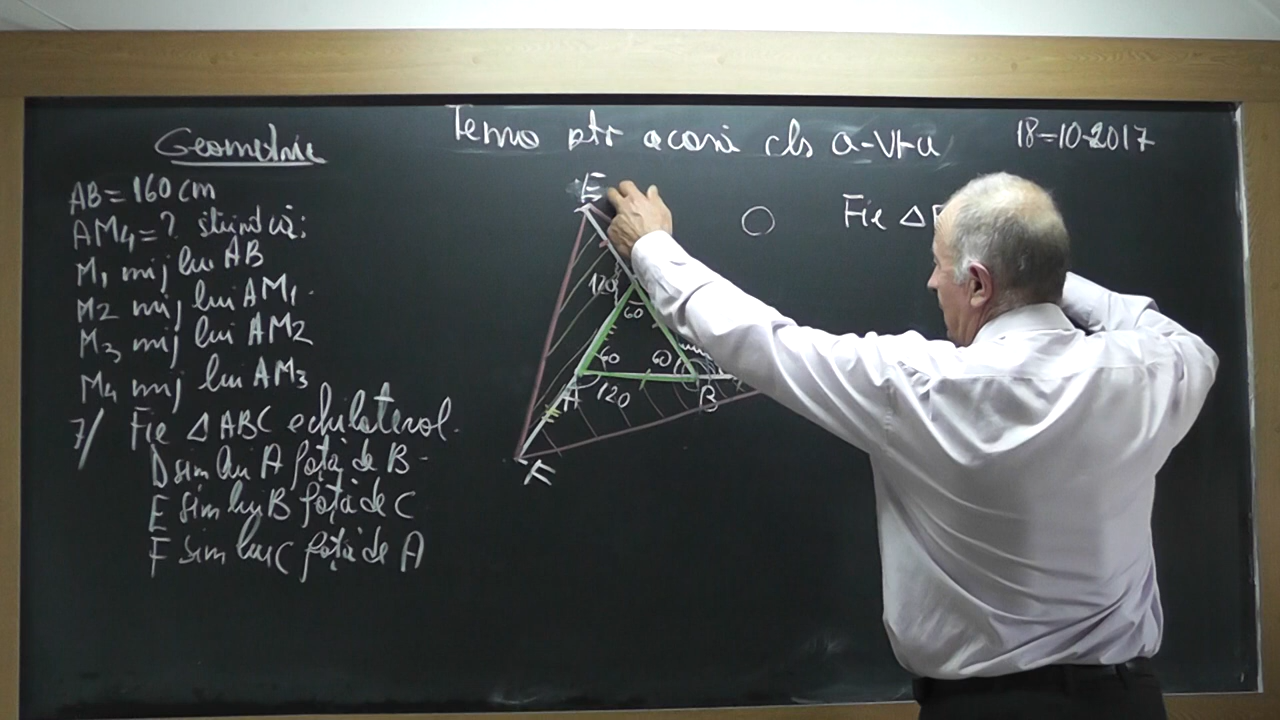 Geometrie
Tema ptr acasă cls a-VI-a
18-10-2017
AB = 160 cm
AM4 = ? știind că:
M1 mij lui AB
M2 mij lui AM1.
M3 mij lui AM2
M4 mij lui AM3
7/ Fie △ABC echilateral.
D sim lui A față de B
E sim lui B față de C
F sim lui C față de A
E
120
60
60
60
A
120
B
F
Fie △